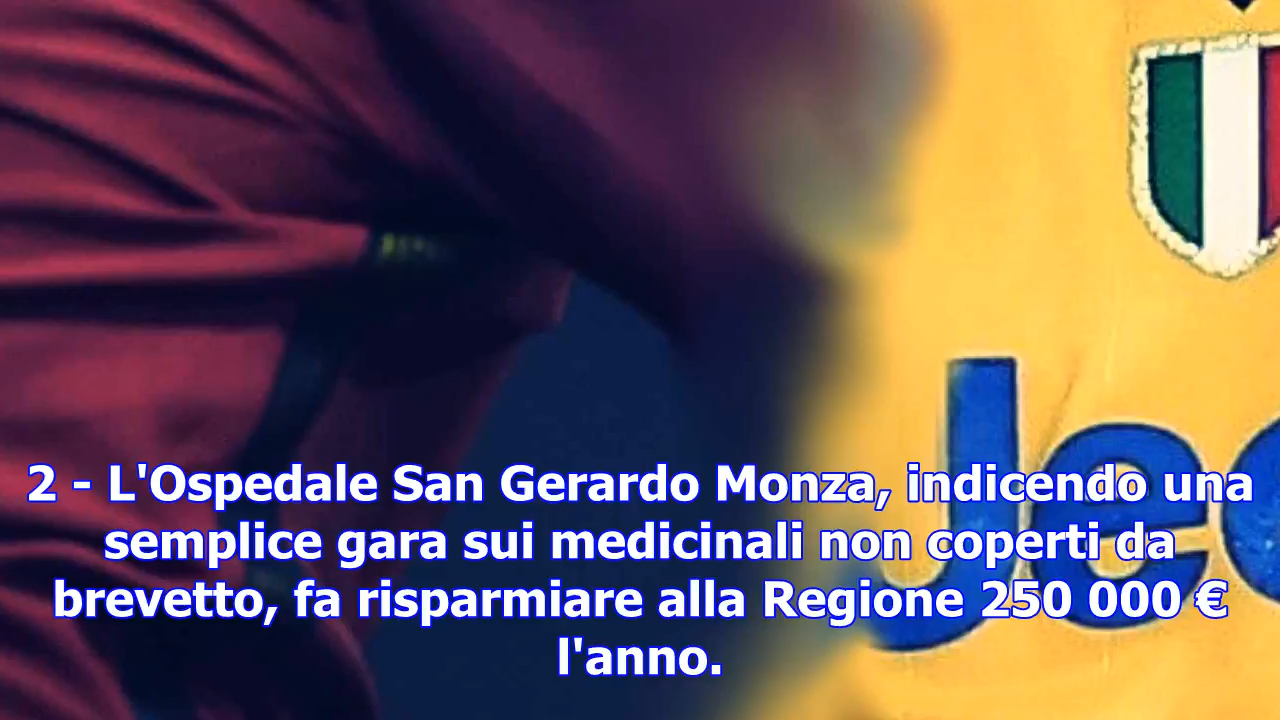 Jee
2 - L'Ospedale San Gerardo Monza, indicendo una
semplice gara sui medicinali non coperti da
brevetto, fa risparmiare alla Regione 250 000 €
l'anno.